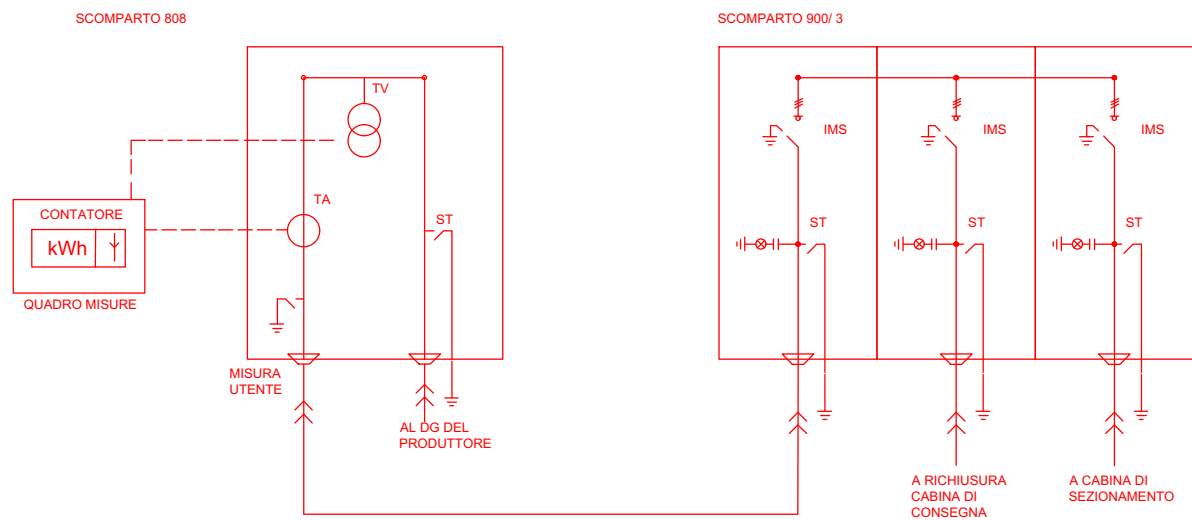 SCOMPARTO 808
SCOMPARTO 900/ 3
TV
IMS
IMS
IMS
TA
CONTATORE
kWh
QUADRO MISURE
ST
ST
ST
ST
MISURA
UTENTE
AL DG DEL
PRODUTTORE
A RICHIUSURA
CABINA DI
CONSEGNA
A CABINA DI
SEZIONAMENTO